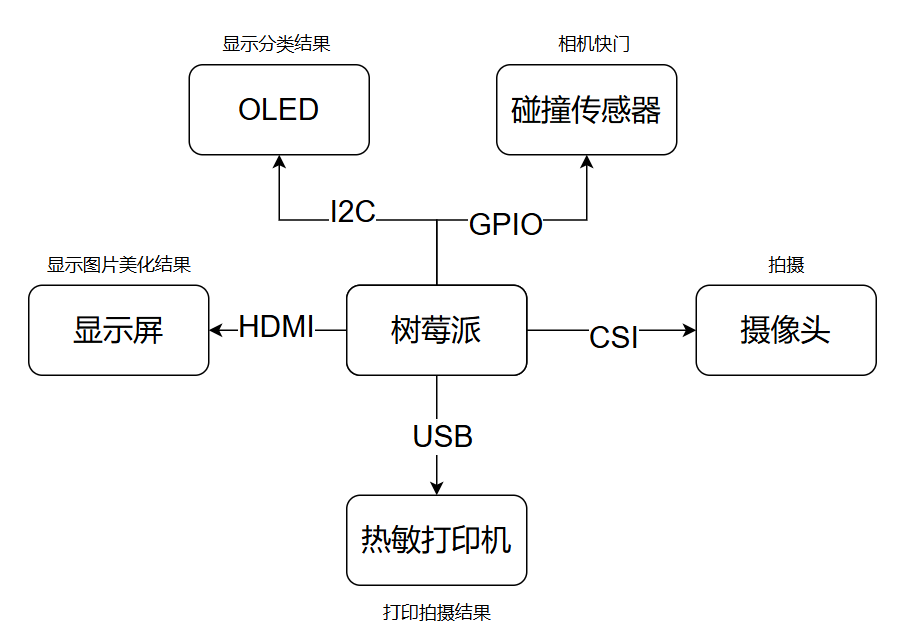 显示分类结果
相机快门
OLED
碰撞传感器
I2C
GPIO
显示图片美化结果
拍摄
显示屏
HDMI
树莓派
CSI
摄像头
USB
热敏打印机
打印拍摄结果